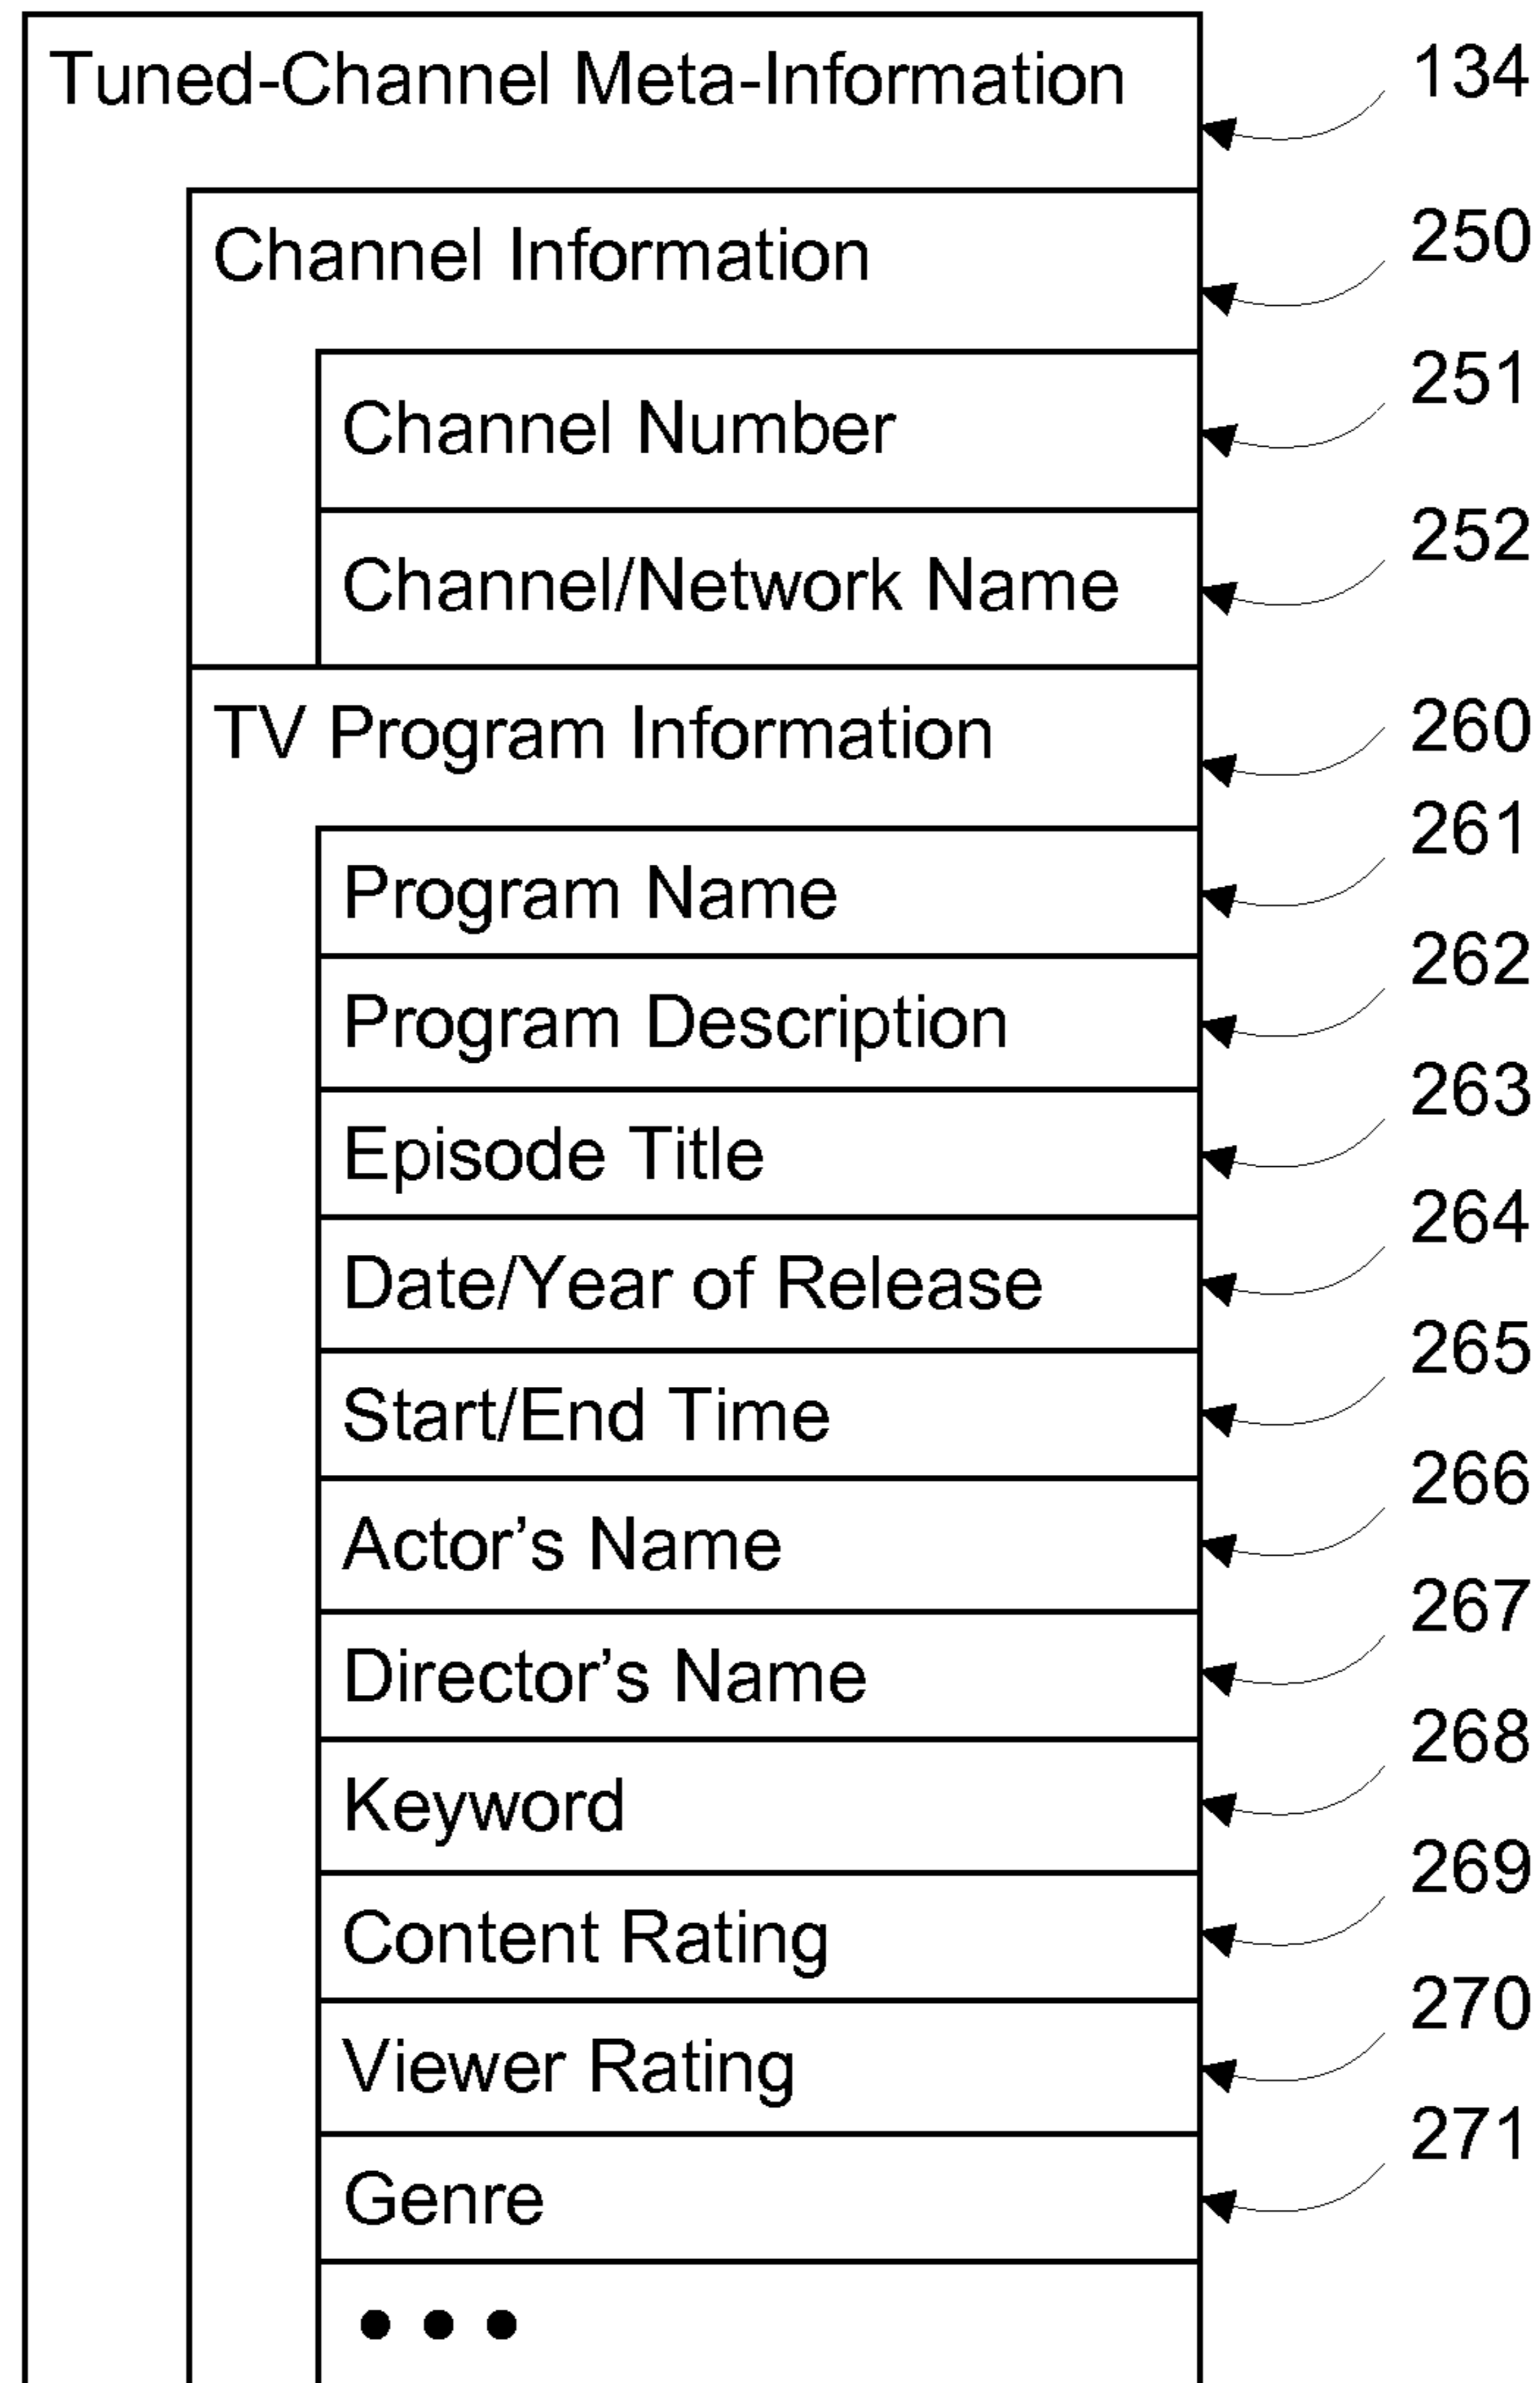 Tuned-Channel Meta-Information 134
Channel Information 250
Channel Number 251
Channel/Network Name 252
TV Program Information 260
Program Name 261
Program Description 262
Episode Title 263
Date/Year of Release 264
Start/End Time 265
Actor’s Name 266
Director’s Name 267
Keyword 268
Content Rating 269
Viewer Rating 270
Genre 271
• • •